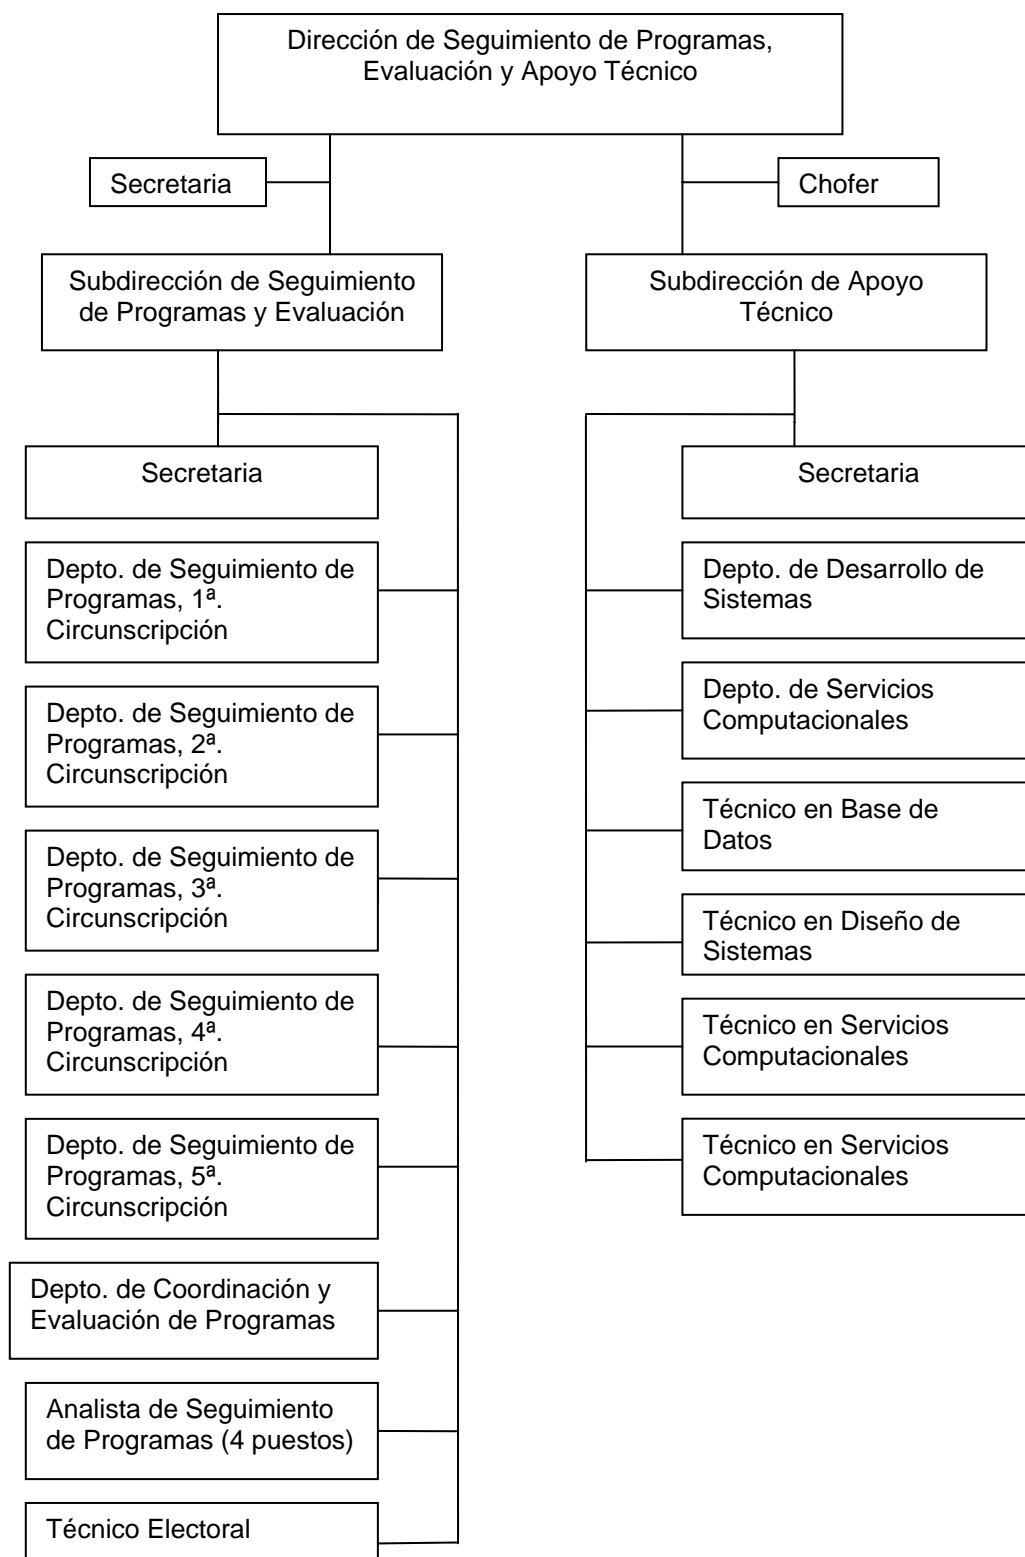 Dirección de Seguimiento de Programas,
Evaluación y Apoyo Técnico
Secretaria
Chofer
Subdirección de Seguimiento
de Programas y Evaluación
Subdirección de Apoyo
Técnico
Secretaria
Depto. de Seguimiento de
Programas, 1ª.
Circunscripción
Depto. de Seguimiento de
Programas, 2ª.
Circunscripción
Depto. de Seguimiento de
Programas, 3ª.
Circunscripción
Depto. de Seguimiento de
Programas, 4ª.
Circunscripción
Depto. de Seguimiento de
Programas, 5ª.
Circunscripción
Depto. de Coordinación y
Evaluación de Programas
Analista de Seguimiento
de Programas (4 puestos)
Técnico Electoral
Secretaria
Depto. de Desarrollo de
Sistemas
Depto. de Servicios
Computacionales
Técnico en Base de
Datos
Técnico en Diseño de
Sistemas
Técnico en Servicios
Computacionales
Técnico en Servicios
Computacionales